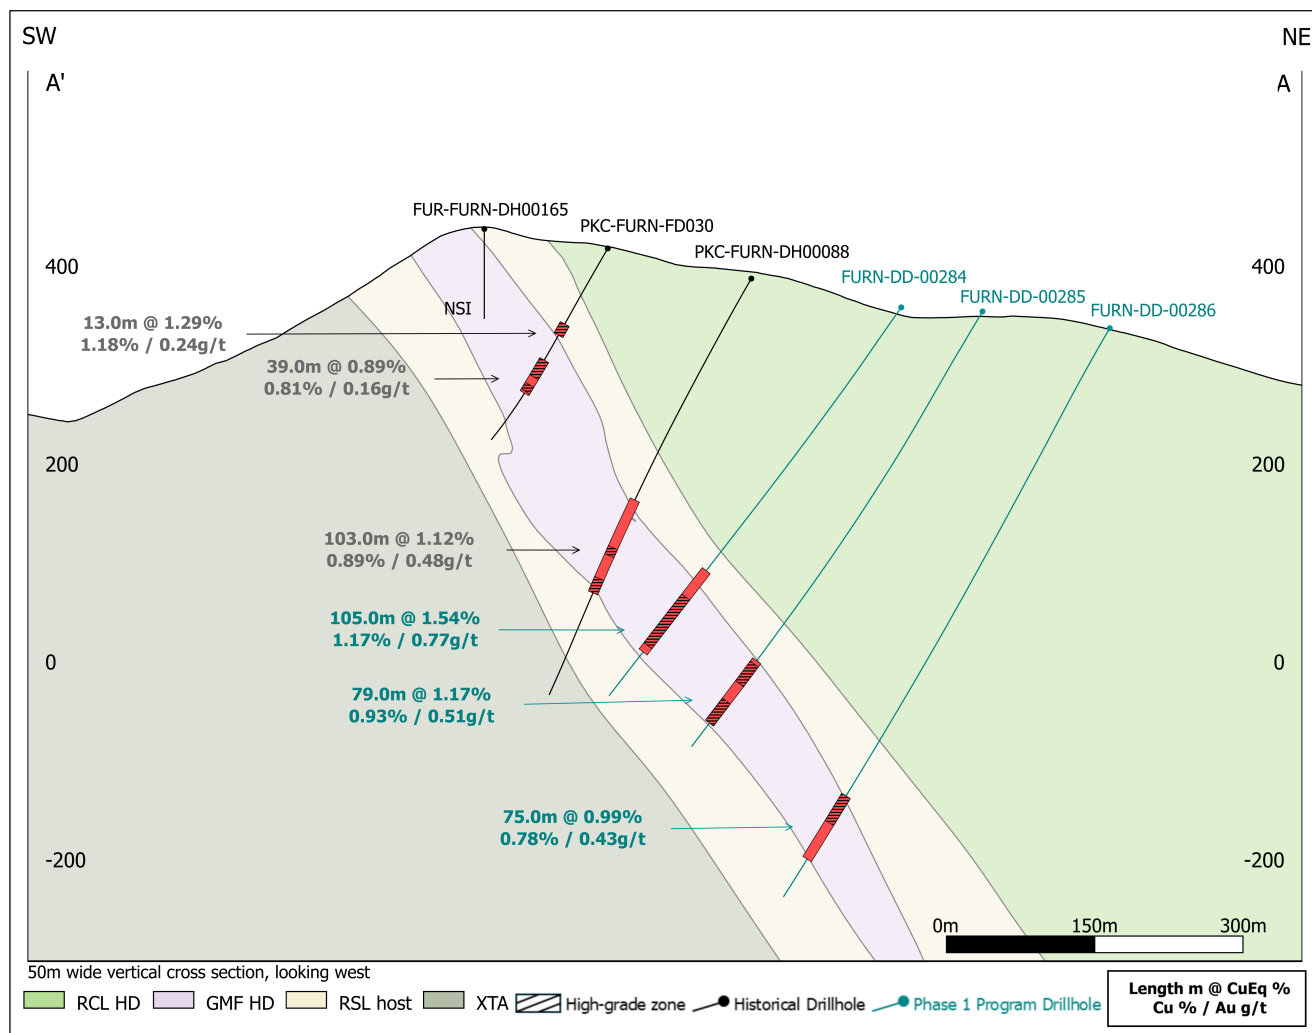 SW
NE
A'
A
FUR-FURN-DH00165
PKC-FURN-FD030
PKC-FURN-DH00088
FURN-DD-00284
FURN-DD-00285
FURN-DD-00286
400
400
NSI
13.0m @ 1.29%
1.18% / 0.24g/t
39.0m @ 0.89%
0.81% / 0.16g/t
200
200
103.0m @ 1.12%
0.89% / 0.48g/t
105.0m @ 1.54%
1.17% / 0.77g/t
0
0
79.0m @ 1.17%
0.93% / 0.51g/t
75.0m @ 0.99%
0.78% / 0.43g/t
-200
-200
0m 150m 300m
50m wide vertical cross section, looking west
RCL HD GMF HD RSL host XTA High-grade zone Historical Drillhole Phase 1 Program Drillhole
Length m @ CuEq %
Cu % / Au g/t